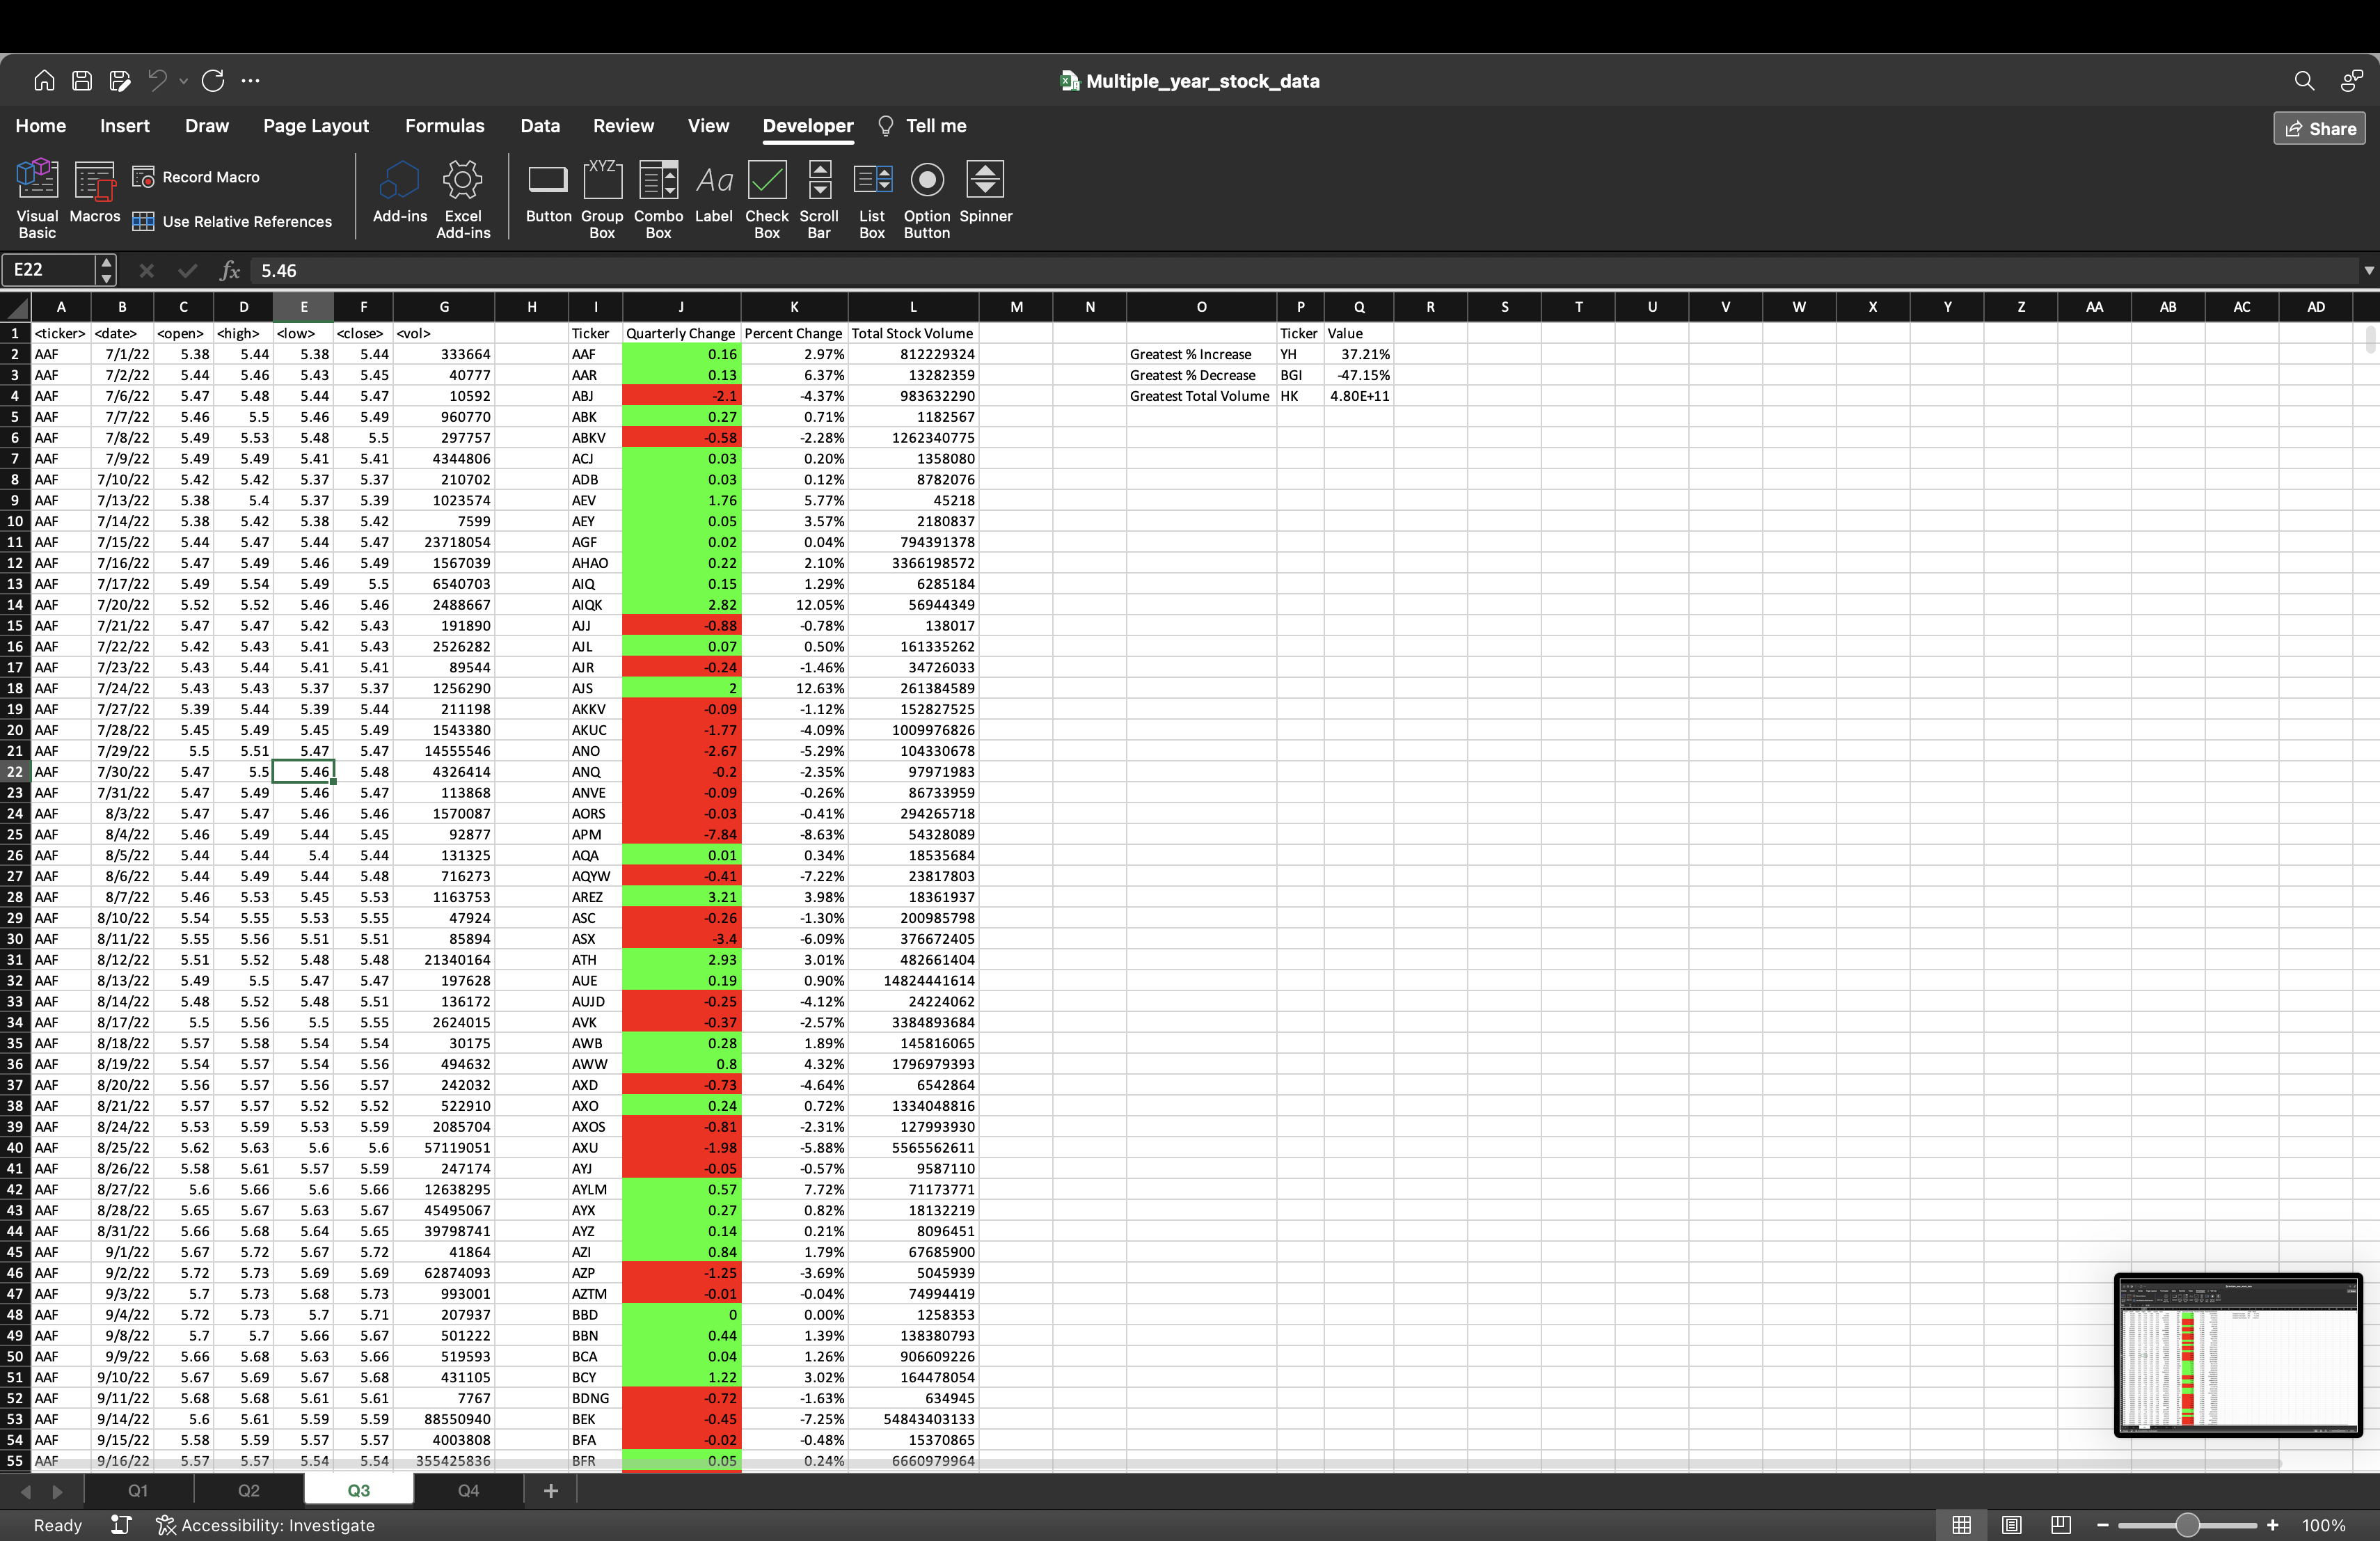 Multiple_year_stock_data
Home Insert Draw Page Layout Formulas Data Review View Developer Tell me Share
Visual Basic Macros Record Macro Use Relative References Add-ins Excel Add-ins Button Group Box Combo Box Label Check Box Scroll Bar List Box Option Button Spinner
E22 fx 5.46
A B C D E F G H I J K L M N O P Q R S T U V W X Y Z AA AB AC AD
1 <ticker> <date> <open> <high> <low> <close> <vol> Ticker Quarterly Change Percent Change Total Stock Volume Ticker Value
2 AAF 7/1/22 5.38 5.44 5.38 5.44 333664 AAF 0.16 2.97% 812229324 Greatest % Increase YH 37.21%
3 AAF 7/2/22 5.44 5.46 5.43 5.45 40777 AAR 0.13 6.37% 13282359 Greatest % Decrease BGI -47.15%
4 AAF 7/6/22 5.47 5.48 5.44 5.47 10592 ABJ -2.1 -4.37% 983632290 Greatest Total Volume HK 4.80E+11
5 AAF 7/7/22 5.46 5.5 5.46 5.49 960770 ABK 0.27 0.71% 1182567
6 AAF 7/8/22 5.49 5.53 5.48 5.5 297757 ABKV -0.58 -2.28% 1262340775
7 AAF 7/9/22 5.49 5.49 5.41 5.41 4344806 ACJ 0.03 0.20% 1358080
8 AAF 7/10/22 5.42 5.42 5.37 5.37 210702 ADB 0.03 0.12% 8782076
9 AAF 7/13/22 5.38 5.4 5.37 5.39 1023574 AEV 1.76 5.77% 45218
10 AAF 7/14/22 5.38 5.42 5.38 5.42 7599 AEY 0.05 3.57% 2180837
11 AAF 7/15/22 5.44 5.47 5.44 5.47 23718054 AGF 0.02 0.04% 794391378
12 AAF 7/16/22 5.47 5.49 5.46 5.49 1567039 AHAO 0.22 2.10% 3366198572
13 AAF 7/17/22 5.49 5.54 5.49 5.5 6540703 AIQ 0.15 1.29% 6285184
14 AAF 7/20/22 5.52 5.52 5.46 5.46 2488667 AIQK 2.82 12.05% 56944349
15 AAF 7/21/22 5.47 5.47 5.42 5.43 191890 AJJ -0.88 -0.78% 138017
16 AAF 7/22/22 5.42 5.43 5.41 5.43 2526282 AJL 0.07 0.50% 161335262
17 AAF 7/23/22 5.43 5.44 5.41 5.41 89544 AJR -0.24 -1.46% 34726033
18 AAF 7/24/22 5.43 5.43 5.37 5.37 1256290 AJS 2 12.63% 261384589
19 AAF 7/27/22 5.39 5.44 5.39 5.44 211198 AKKV -0.09 -1.12% 152827525
20 AAF 7/28/22 5.45 5.49 5.45 5.49 1543380 AKUC -1.77 -4.09% 1009976826
21 AAF 7/29/22 5.5 5.51 5.47 5.47 14555546 ANO -2.67 -5.29% 104330678
22 AAF 7/30/22 5.47 5.5 5.46 5.48 4326414 ANQ -0.2 -2.35% 97971983
23 AAF 7/31/22 5.47 5.49 5.46 5.47 113868 ANVE -0.09 -0.26% 86733959
24 AAF 8/3/22 5.47 5.47 5.46 5.46 1570087 AORS -0.03 -0.41% 294265718
25 AAF 8/4/22 5.46 5.49 5.44 5.45 92877 APM -7.84 -8.63% 54328089
26 AAF 8/5/22 5.44 5.44 5.4 5.44 131325 AQA 0.01 0.34% 18535684
27 AAF 8/6/22 5.44 5.49 5.44 5.48 716273 AQYW -0.41 -7.22% 23817803
28 AAF 8/7/22 5.46 5.53 5.45 5.53 1163753 AREZ 3.21 3.98% 18361937
29 AAF 8/10/22 5.54 5.55 5.53 5.55 47924 ASC -0.26 -1.30% 200985798
30 AAF 8/11/22 5.55 5.56 5.51 5.51 85894 ASX -3.4 -6.09% 376672405
31 AAF 8/12/22 5.51 5.52 5.48 5.48 21340164 ATH 2.93 3.01% 482661404
32 AAF 8/13/22 5.49 5.5 5.47 5.47 197628 AUE 0.19 0.90% 14824441614
33 AAF 8/14/22 5.48 5.52 5.48 5.51 136172 AUJD -0.25 -4.12% 24224062
34 AAF 8/17/22 5.5 5.56 5.5 5.55 2624015 AVK -0.37 -2.57% 3384893684
35 AAF 8/18/22 5.57 5.58 5.54 5.54 30175 AWB 0.28 1.89% 145816065
36 AAF 8/19/22 5.54 5.57 5.54 5.56 494632 AWW 0.8 4.32% 1796979393
37 AAF 8/20/22 5.56 5.57 5.56 5.57 242032 AXD -0.73 -4.64% 6542864
38 AAF 8/21/22 5.57 5.57 5.52 5.52 522910 AXO 0.24 0.72% 1334048816
39 AAF 8/24/22 5.53 5.59 5.53 5.59 2085704 AXOS -0.81 -2.31% 127993930
40 AAF 8/25/22 5.62 5.63 5.6 5.6 57119051 AXU -1.98 -5.88% 5565562611
41 AAF 8/26/22 5.58 5.61 5.57 5.59 247174 AYJ -0.05 -0.57% 9587110
42 AAF 8/27/22 5.6 5.66 5.6 5.66 12638295 AYLM 0.57 7.72% 71173771
43 AAF 8/28/22 5.65 5.67 5.63 5.67 45495067 AYX 0.27 0.82% 18132219
44 AAF 8/31/22 5.66 5.68 5.64 5.65 39798741 AYZ 0.14 0.21% 8096451
45 AAF 9/1/22 5.67 5.72 5.67 5.72 41864 AZI 0.84 1.79% 67685900
46 AAF 9/2/22 5.72 5.73 5.69 5.69 62874093 AZP -1.25 -3.69% 5045939
47 AAF 9/3/22 5.7 5.73 5.68 5.73 993001 AZTM -0.01 -0.04% 74994419
48 AAF 9/4/22 5.72 5.73 5.7 5.71 207937 BBD 0 0.00% 1258353
49 AAF 9/8/22 5.7 5.7 5.66 5.67 501222 BBN 0.44 1.39% 138380793
50 AAF 9/9/22 5.66 5.68 5.63 5.66 519593 BCA 0.04 1.26% 906609226
51 AAF 9/10/22 5.67 5.69 5.67 5.68 431105 BCY 1.22 3.02% 164478054
52 AAF 9/11/22 5.68 5.68 5.61 5.61 7767 BDNG -0.72 -1.63% 634945
53 AAF 9/14/22 5.6 5.61 5.59 5.59 88550940 BEK -0.45 -7.25% 54843403133
54 AAF 9/15/22 5.58 5.59 5.57 5.57 4003808 BFA -0.02 -0.48% 15370865
55 AAF 9/16/22 5.57 5.57 5.54 5.54 355425836 BFR 0.05 0.24% 6660979964
Q1 Q2 Q3 Q4 +
Ready Accessibility: Investigate 100%